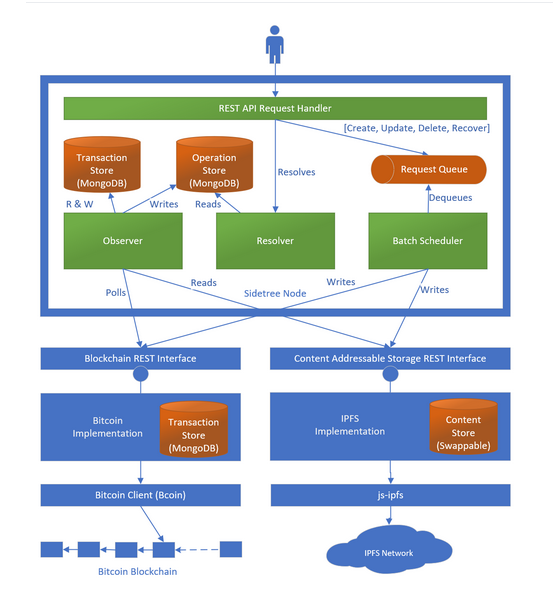 REST API Request Handler
[Create, Update, Delete, Recover]
Transaction
Store
(MongoDB)
Operation
Store
(MongoDB)
Request Queue
Resolves
R & W
Writes
Reads
Dequeues
Observer
Resolver
Batch Scheduler
Polls
Reads
Sidetree Node
Writes
Writes
Blockchain REST Interface
Content Addressable Storage REST Interface
Bitcoin
Implementation
Transaction
Store
(MongoDB)
IPFS
Implementation
Content
Store
(Swappable)
Bitcoin Client (Bcoin)
js-ipfs
IPFS Network
Bitcoin Blockchain